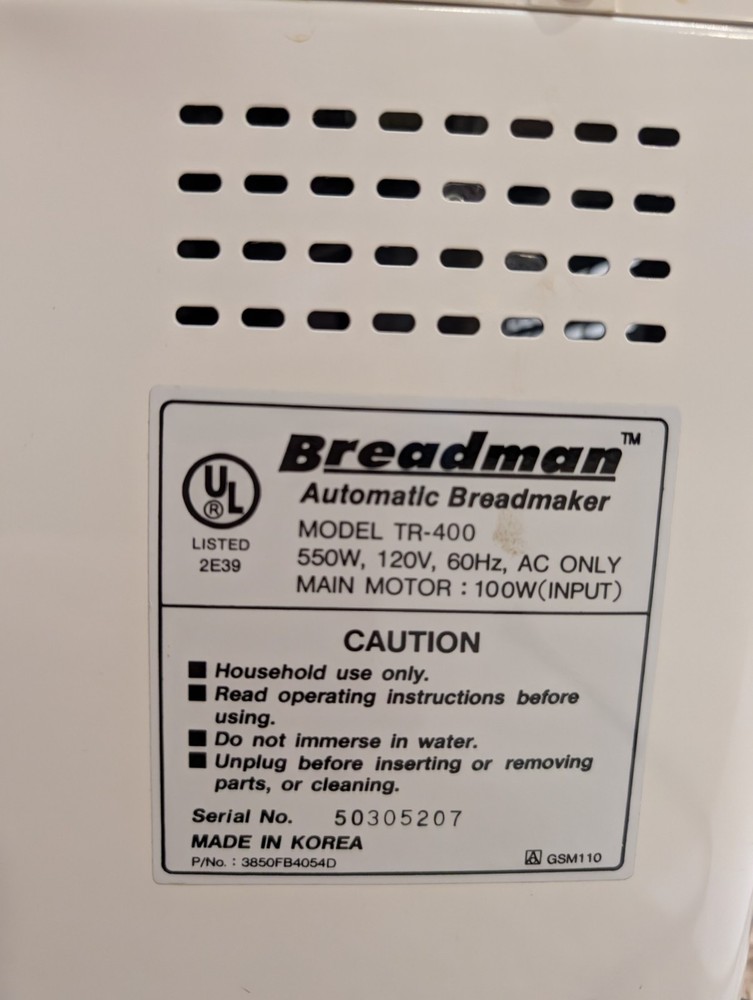 Breadman™
Automatic Breadmaker
UL
®
LISTED
2E39
MODEL TR-400
550W, 120V, 60Hz, AC ONLY
MAIN MOTOR : 100W(INPUT)
CAUTION
■ Household use only.
■ Read operating instructions before
using.
■ Do not immerse in water.
■ Unplug before inserting or removing
parts, or cleaning.
Serial No. 50305207
MADE IN KOREA
P/No. : 3850FB4054D
A GSM110